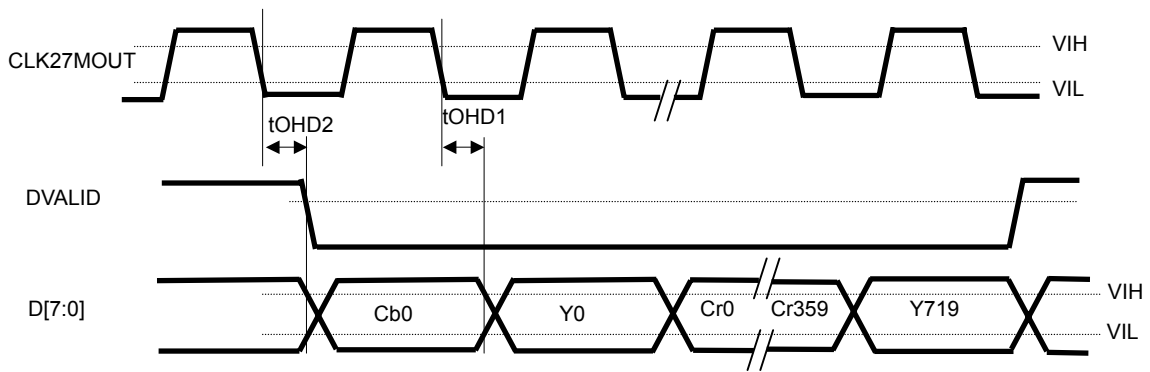 CLK27MOUT
VIH
VIL
tOHD2
tOHD1
DVALID
D[7:0]
Cb0
Y0
Cr0
Cr359
Y719
VIH
VIL